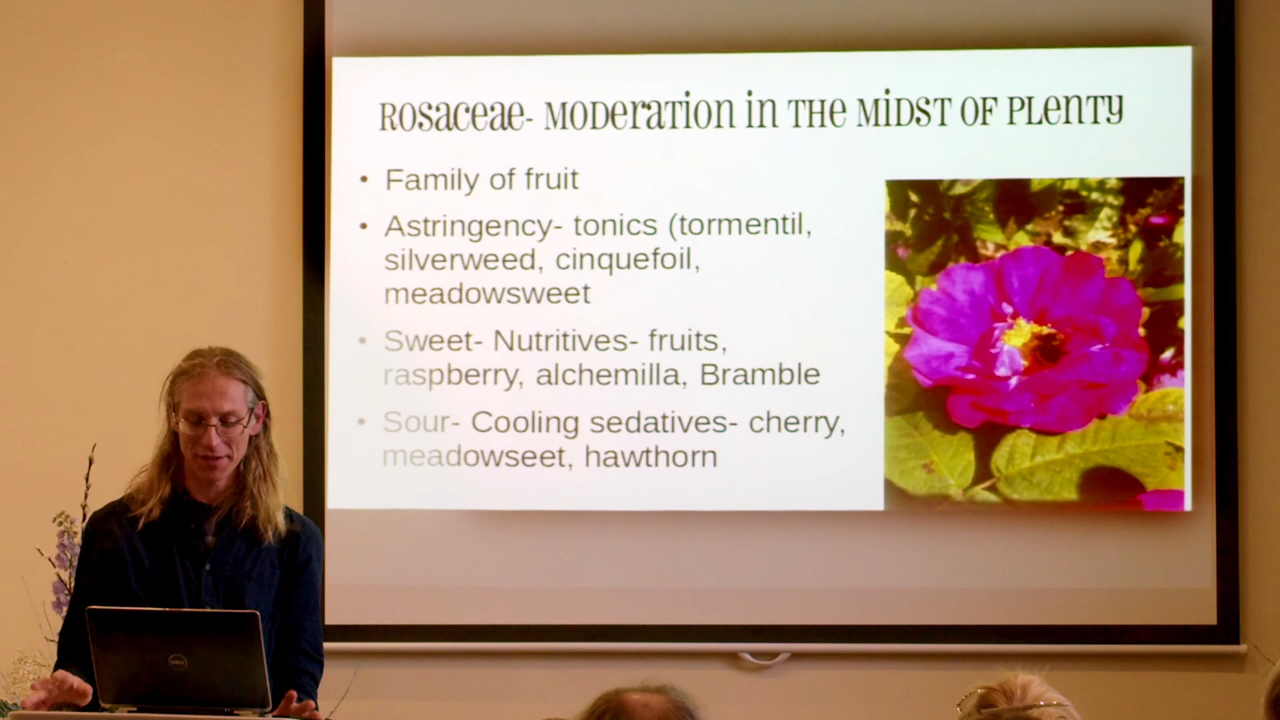 Rosaceae- Moderation in the midst of plenty
• Family of fruit
• Astringency- tonics (tormentil,
silverweed, cinquefoil,
meadowsweet
• Sweet- Nutritives- fruits,
raspberry, alchemilla, Bramble
• Sour- Cooling sedatives- cherry,
meadowseet, hawthorn
DELL